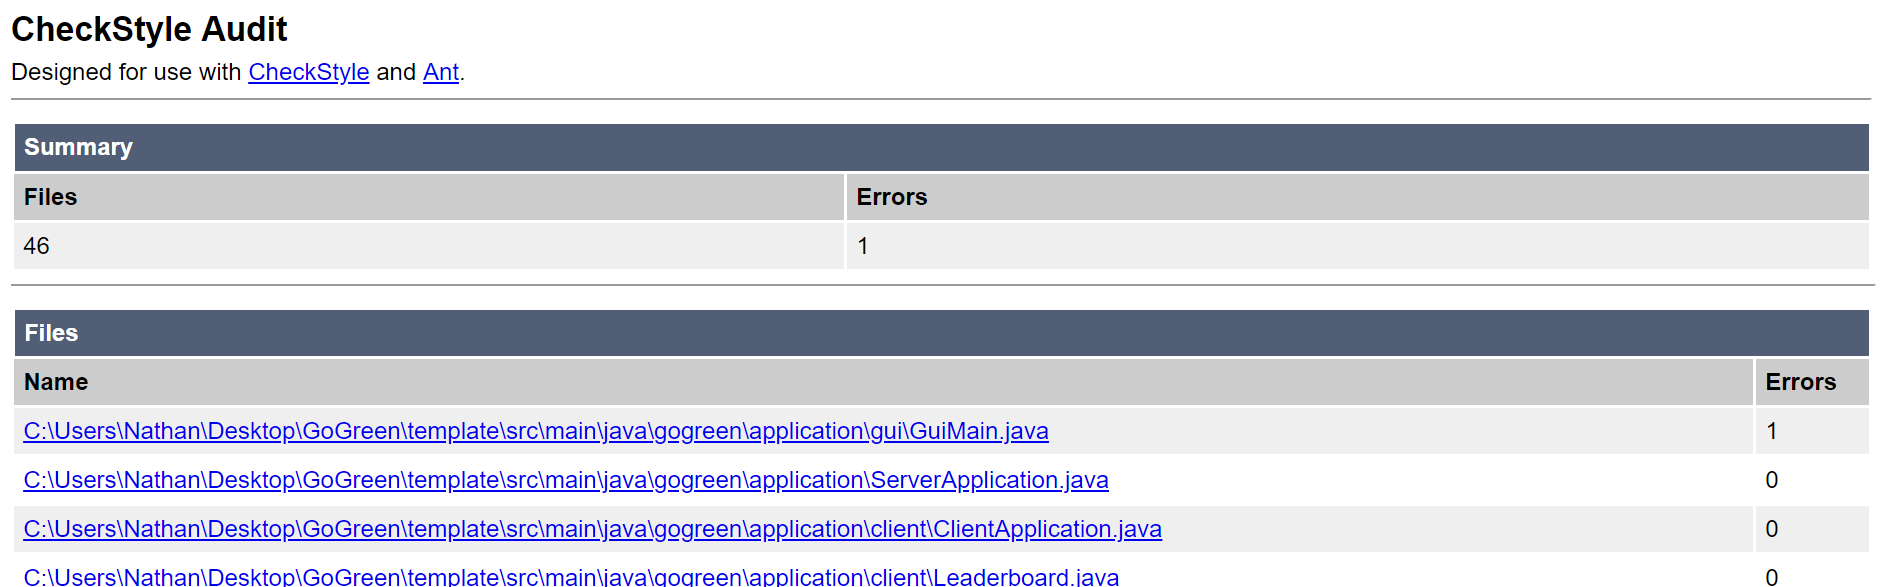 CheckStyle Audit
Designed for use with CheckStyle and Ant.
Summary
Files Errors
46 1
Files
Name Errors
C:\Users\Nathan\Desktop\GoGreen\template\src\main\java\gogreen\application\gui\GuiMain.java 1
C:\Users\Nathan\Desktop\GoGreen\template\src\main\java\gogreen\application\ServerApplication.java 0
C:\Users\Nathan\Desktop\GoGreen\template\src\main\java\gogreen\application\client\ClientApplication.java 0
C:\Users\Nathan\Desktop\GoGreen\template\src\main\java\gogreen\application\client\Leaderboard.java 0